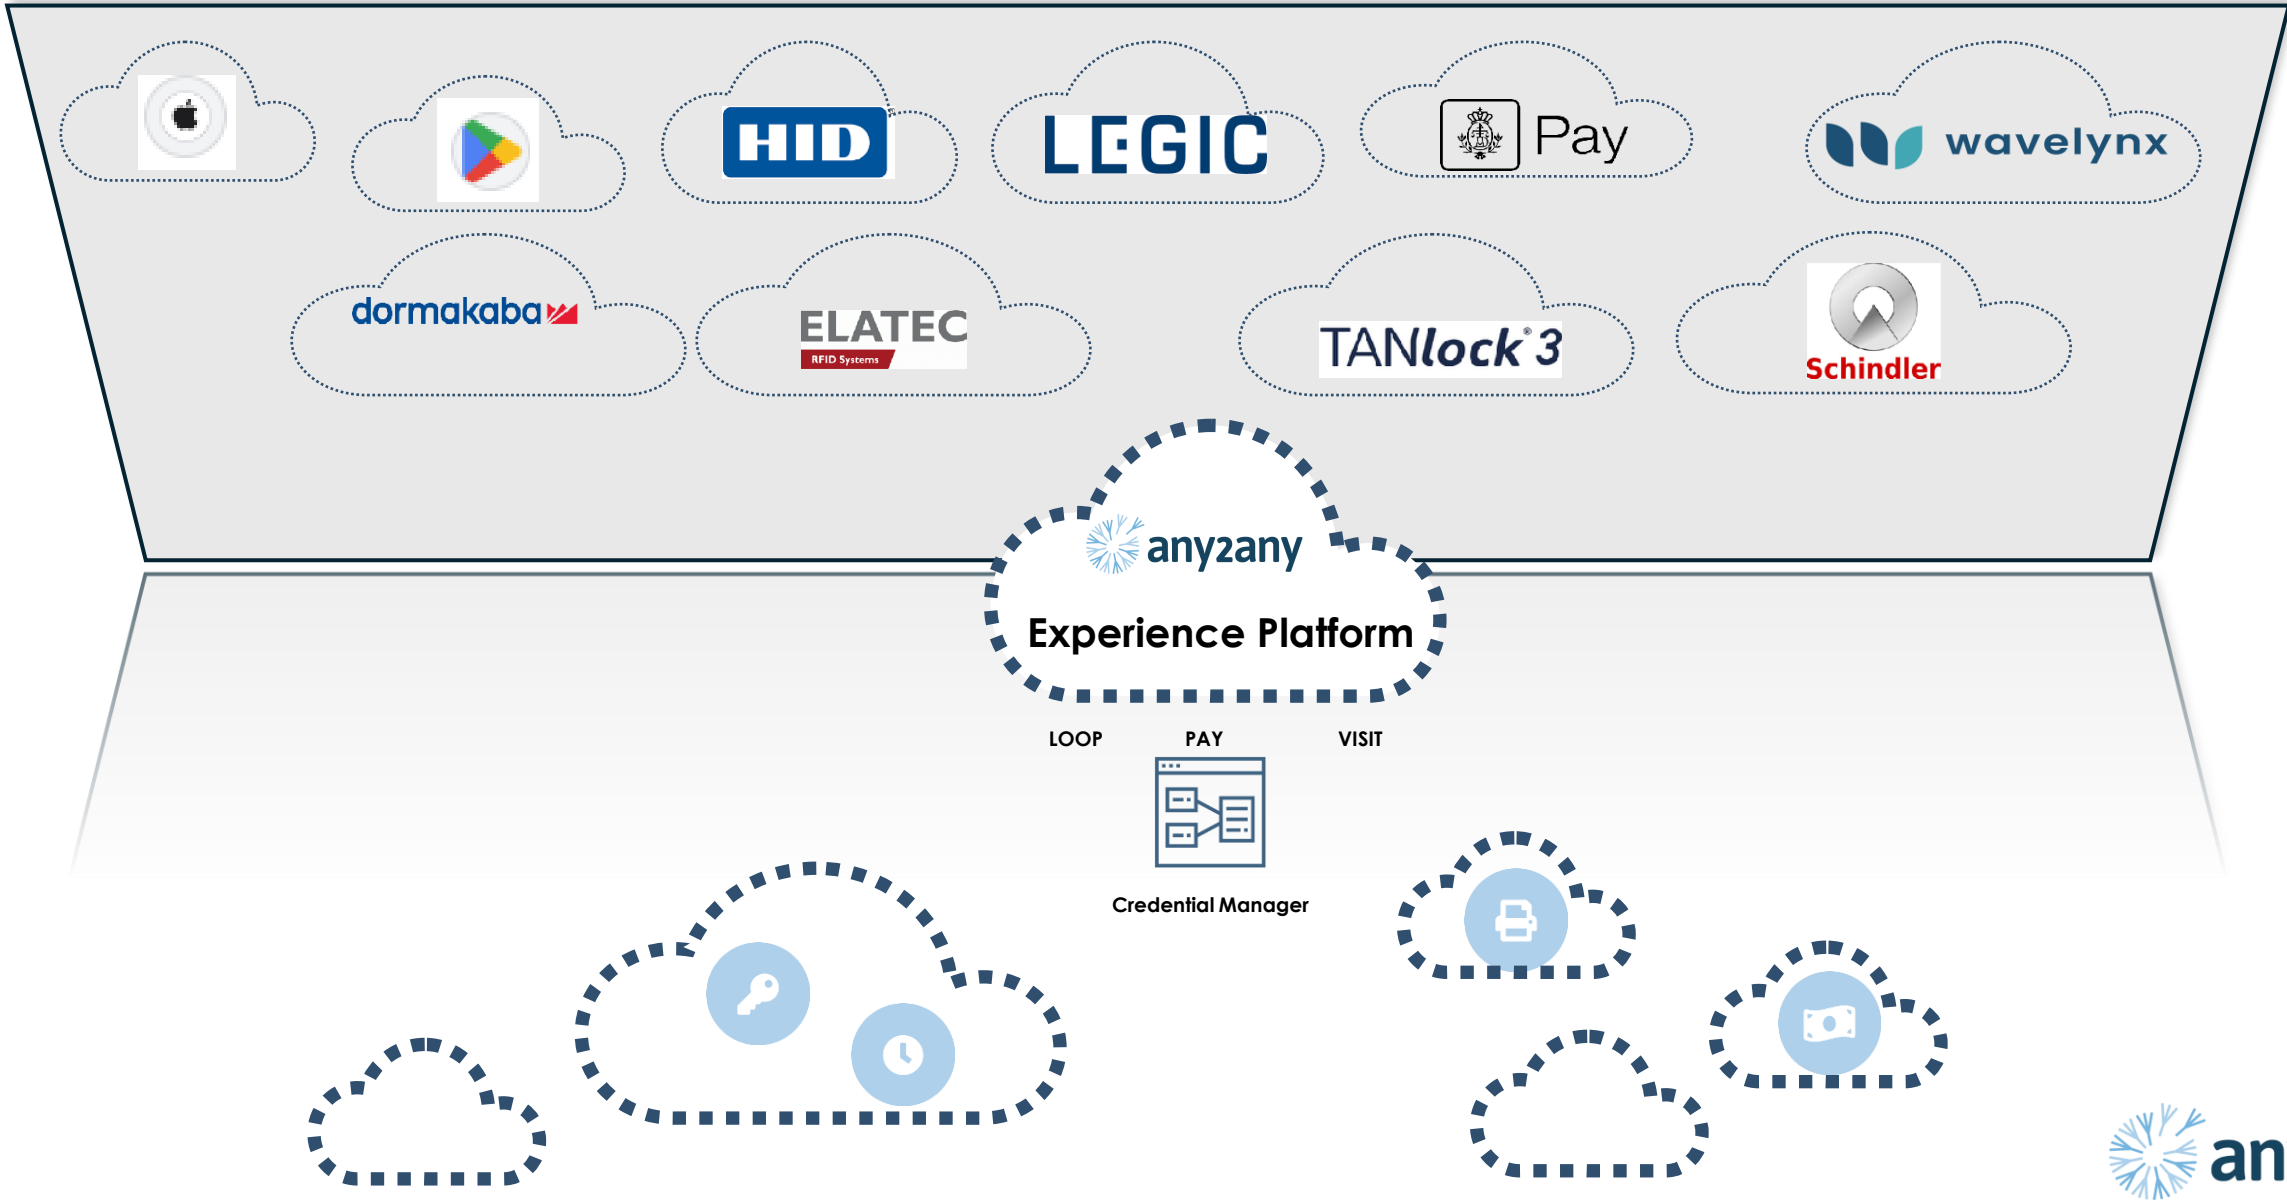 HID
LEGIC
Pay
wavelynx
dormakaba
ELATEC
RFID Systems
TANlock® 3
Schindler
any2any
Experience Platform
LOOP PAY VISIT
Credential Manager
an